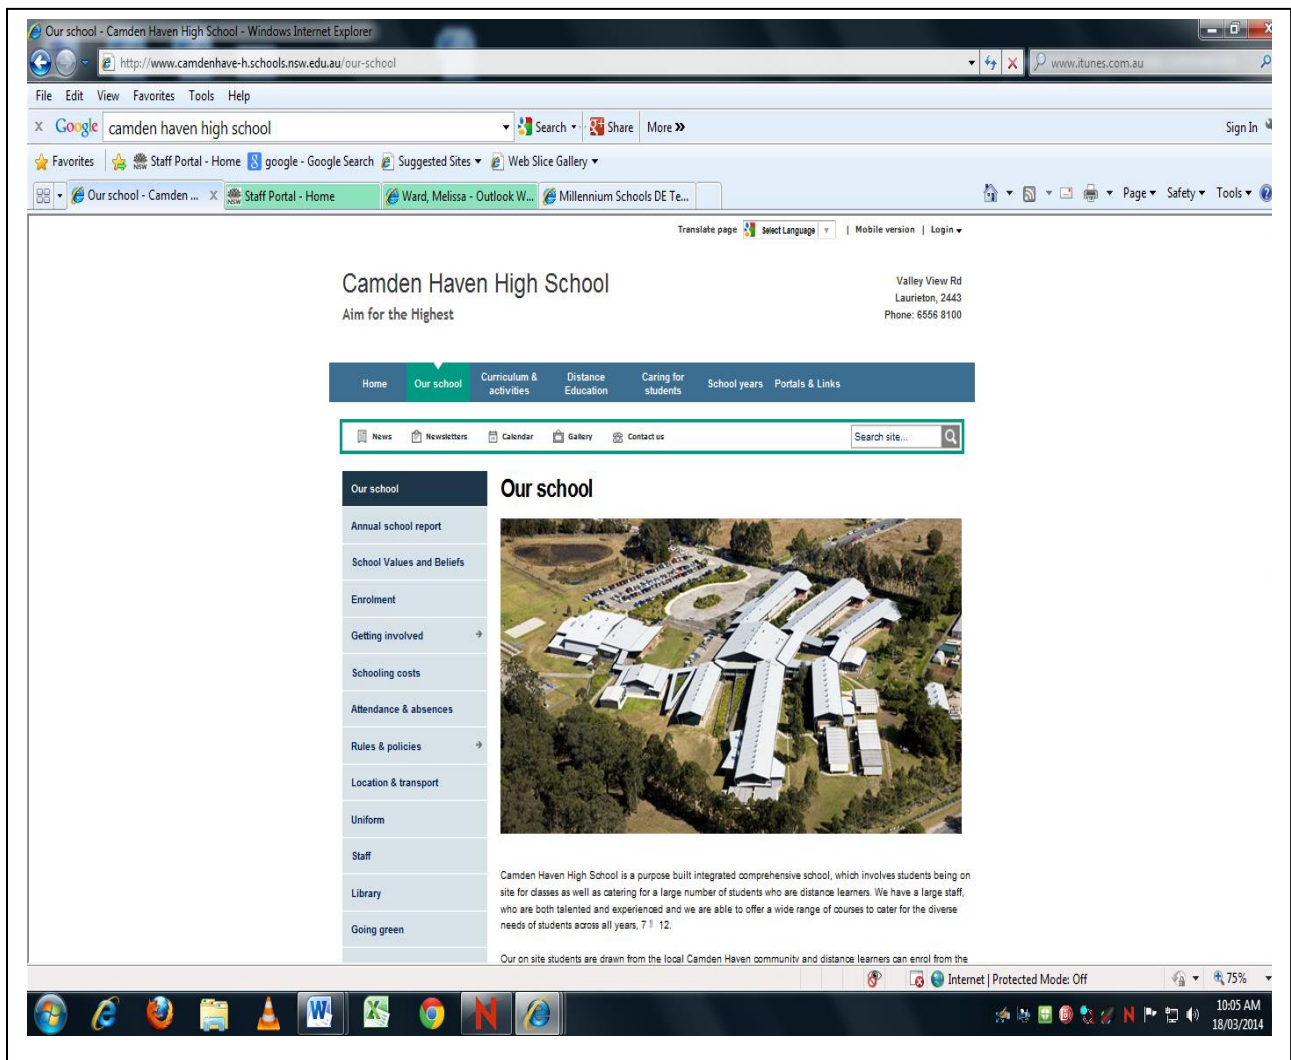 Our school - Camden Haven High School - Windows Internet Explorer
http://www.camdenhave-h.schools.nsw.edu.au/our-school
www.itunes.com.au
File Edit View Favorites Tools Help
x Google camden haven high school Search Share More » Sign In
Favorites Staff Portal - Home google - Google Search Suggested Sites Web Slice Gallery
Our school - Camden ... X Staff Portal - Home Ward, Melissa - Outlook W... Millennium Schools DE Te... Page Safety Tools
Translate page Select Language | Mobile version | Login
Camden Haven High School
Aim for the Highest
Valley View Rd
Laurieton, 2443
Phone: 6556 8100
Home Our school Curriculum & activities Distance Education Caring for students School years Portals & Links
News Newsletters Calendar Gallery Contact us Search site...
Our school
Annual school report
School Values and Beliefs
Enrolment
Getting involved
Schooling costs
Attendance & absences
Rules & policies
Location & transport
Uniform
Staff
Library
Going green
Our school
Camden Haven High School is a purpose built integrated comprehensive school, which involves students being on
site for classes as well as catering for a large number of students who are distance learners. We have a large staff,
who are both talented and experienced and we are able to offer a wide range of courses to cater for the diverse
needs of students across all years, 7 12.
Our on site students are drawn from the local Camden Haven community and distance learners can enrol from the
Internet | Protected Mode: Off 75%
10:05 AM
18/03/2014